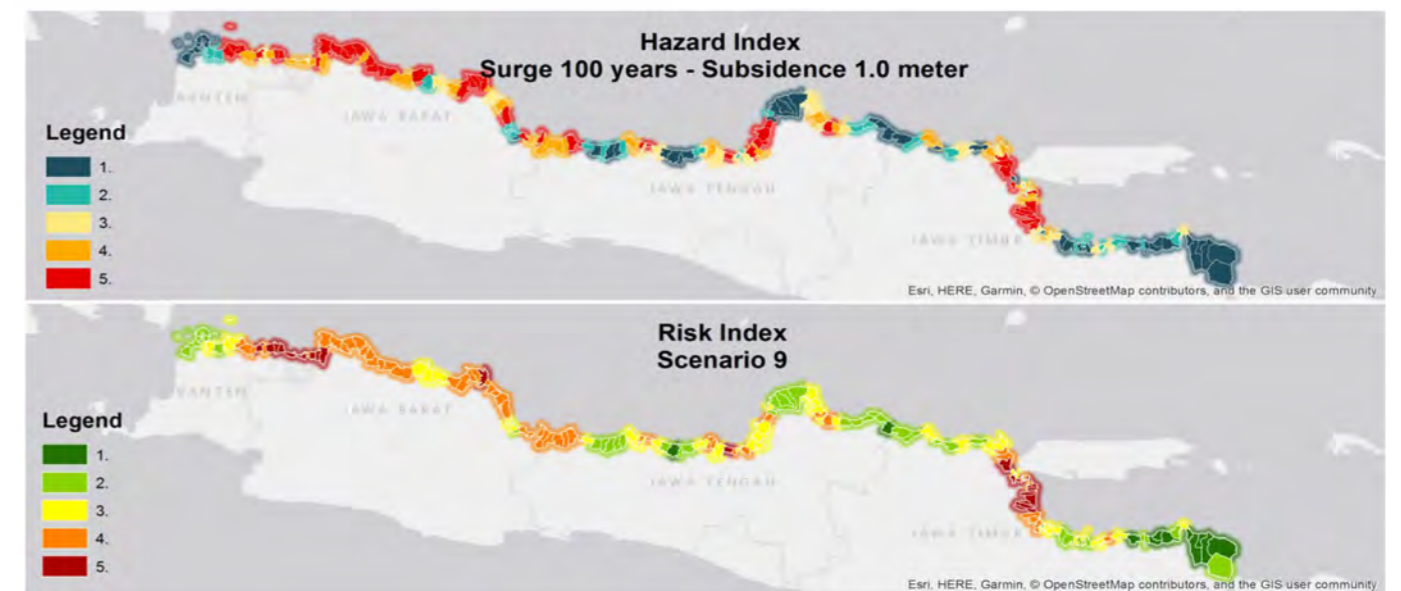 Hazard Index
Surge 100 years - Subsidence 1.0 meter
BANTEN
JAWA BARAT
Legend
1.
2.
3.
4.
5.
JAWA TENGAH
JAWA TIMUR
Esri, HERE, Garmin, © OpenStreetMap contributors, and the GIS user community
Risk Index
Scenario 9
BANTEN
JAWA BARAT
Legend
1.
2.
3.
4.
5.
JAWA TENGAH
JAWA TIMUR
Esri, HERE, Garmin, © OpenStreetMap contributors, and the GIS user community